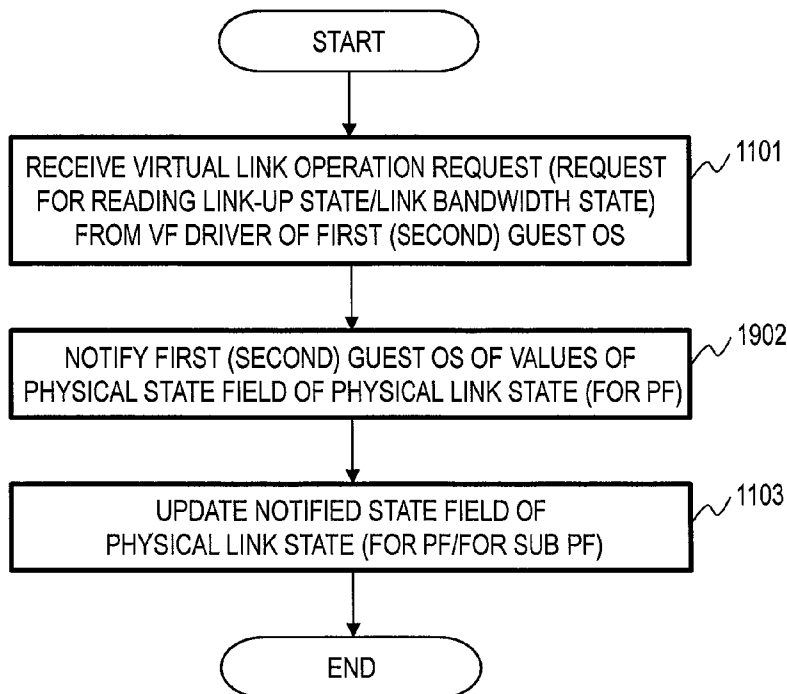 START
RECEIVE VIRTUAL LINK OPERATION REQUEST (REQUEST
FOR READING LINK-UP STATE/LINK BANDWIDTH STATE)
FROM VF DRIVER OF FIRST (SECOND) GUEST OS
1101
NOTIFY FIRST (SECOND) GUEST OS OF VALUES OF
PHYSICAL STATE FIELD OF PHYSICAL LINK STATE (FOR PF)
1902
UPDATE NOTIFIED STATE FIELD OF
PHYSICAL LINK STATE (FOR PF/FOR SUB PF)
1103
END